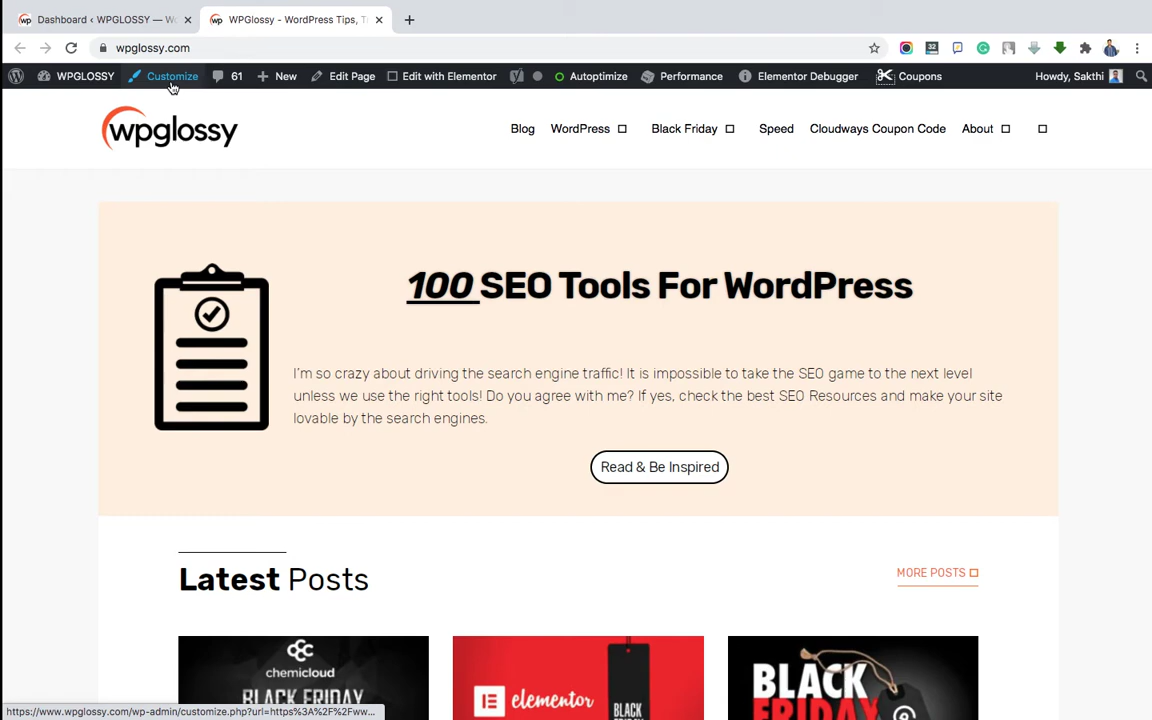 Dashboard ‹ WPGLOSSY — Wo
WPGlossy - WordPress Tips, T
wpglossy.com
32
WPGLOSSY
Customize
61
New
Edit Page
Edit with Elementor
Autoptimize
Performance
Elementor Debugger
Coupons
Howdy, Sakthi
wpglossy
Blog
WordPress
Black Friday
Speed
Cloudways Coupon Code
About
100 SEO Tools For WordPress
I'm so crazy about driving the search engine traffic! It is impossible to take the SEO game to the next level
unless we use the right tools! Do you agree with me? If yes, check the best SEO Resources and make your site
lovable by the search engines.
Read & Be Inspired
Latest Posts
MORE POSTS
chemicloud
BLACK FRIDAY
elementor
BLACK
https://www.wpglossy.com/wp-admin/customize.php?url=https%3A%2F%2Fww...